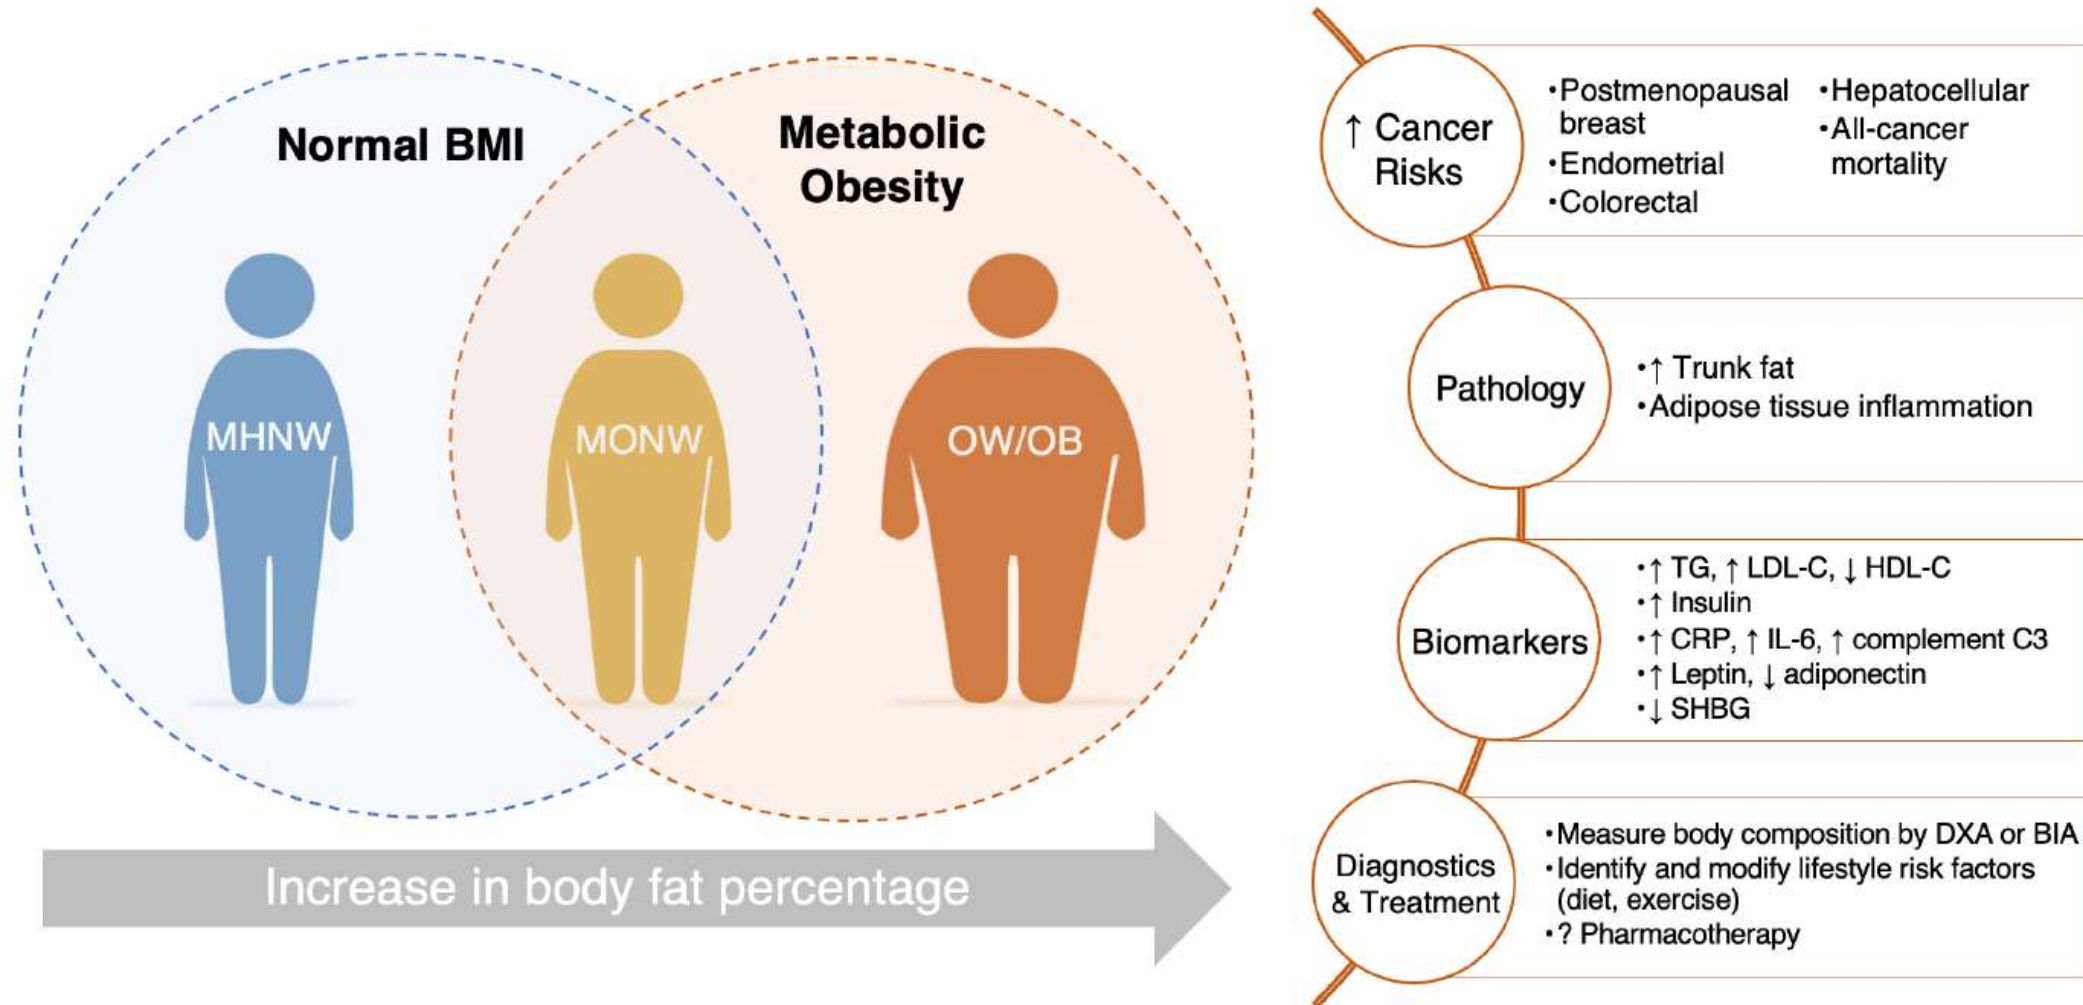 Normal BMI
Metabolic
Obesity
MHNW
MONW
OW/OB
Increase in body fat percentage
↑ Cancer
Risks
•Postmenopausal
breast
•Endometrial
•Colorectal
•Hepatocellular
•All-cancer
mortality
Pathology
•↑ Trunk fat
•Adipose tissue inflammation
Biomarkers
•↑ TG, ↑ LDL-C, ↓ HDL-C
•↑ Insulin
•↑ CRP, ↑ IL-6, ↑ complement C3
•↑ Leptin, ↓ adiponectin
•↓ SHBG
Diagnostics
& Treatment
•Measure body composition by DXA or BIA
•Identify and modify lifestyle risk factors
(diet, exercise)
•? Pharmacotherapy